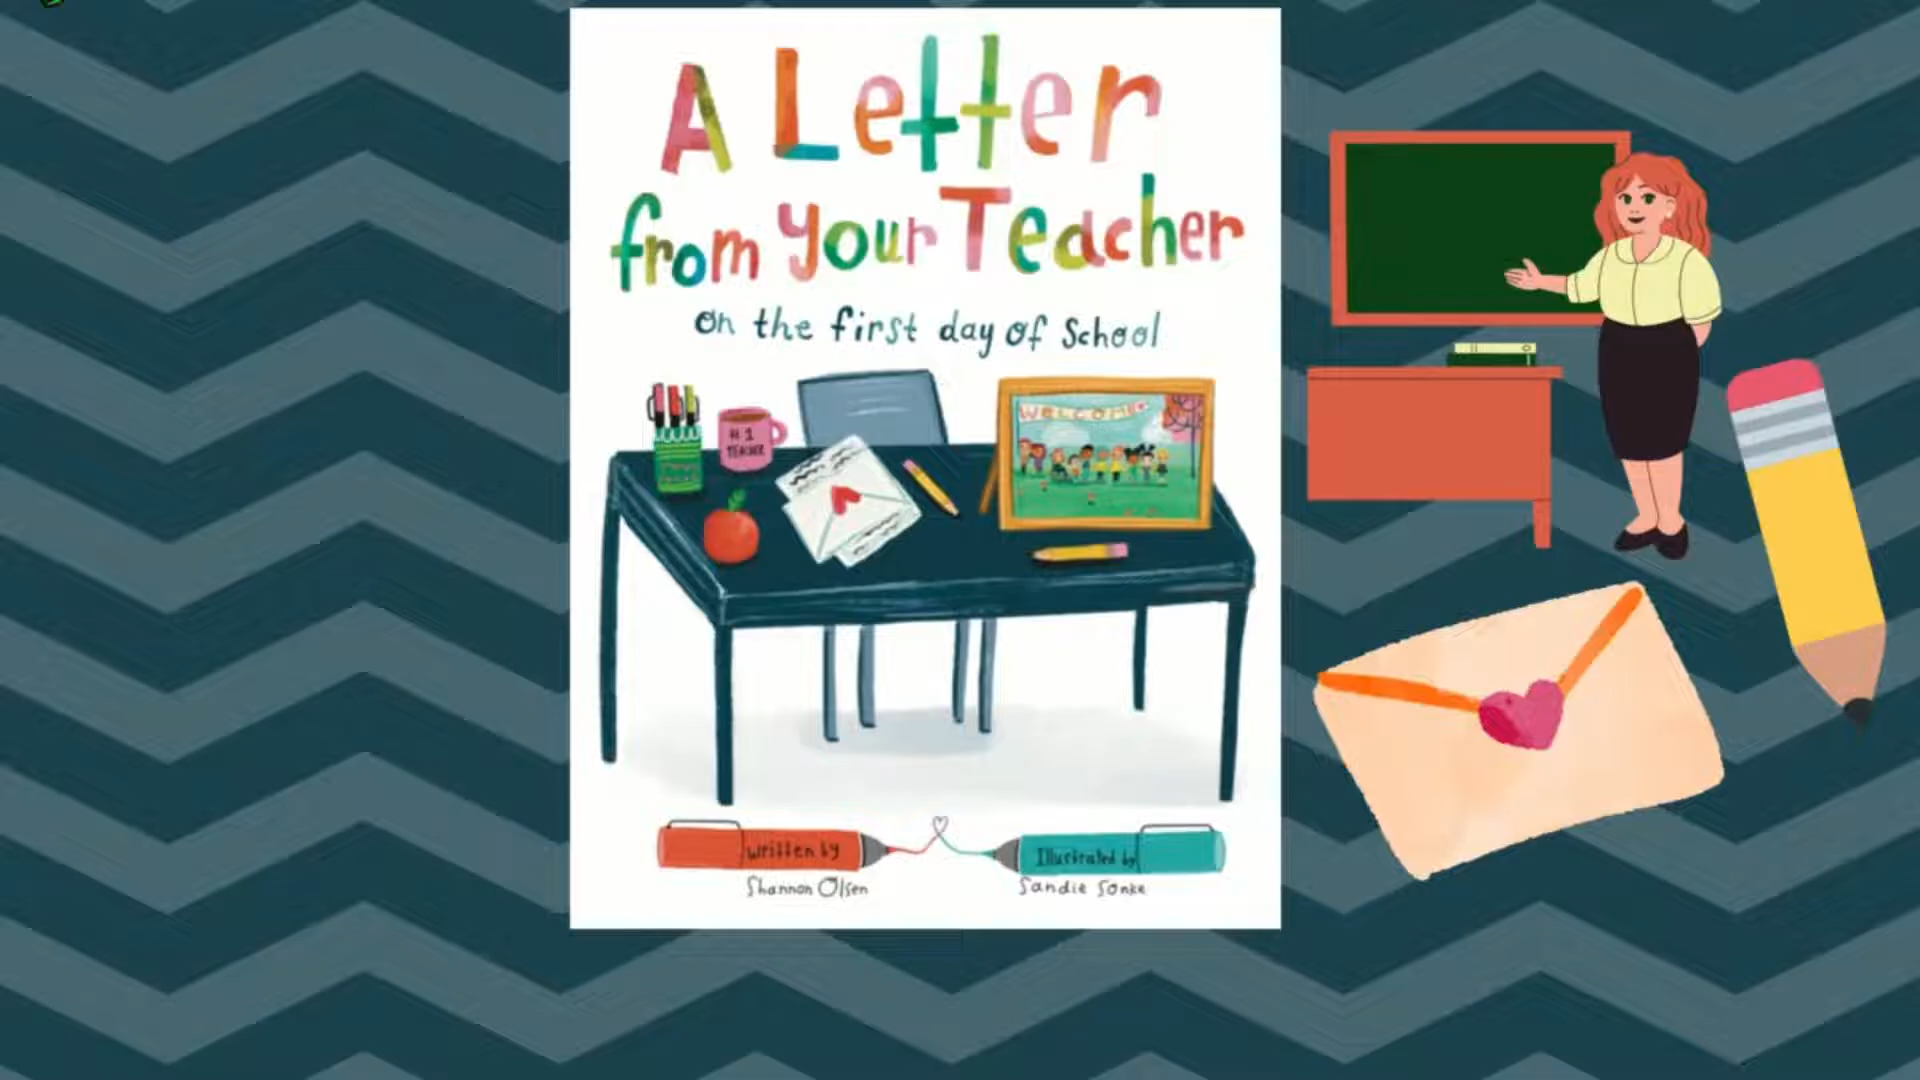 A Letter
from your Teacher
on the first day of School
WELCOME
#1
TEACHER
written by
Illustrated by
Shannon Olsen
Sandie Sonke